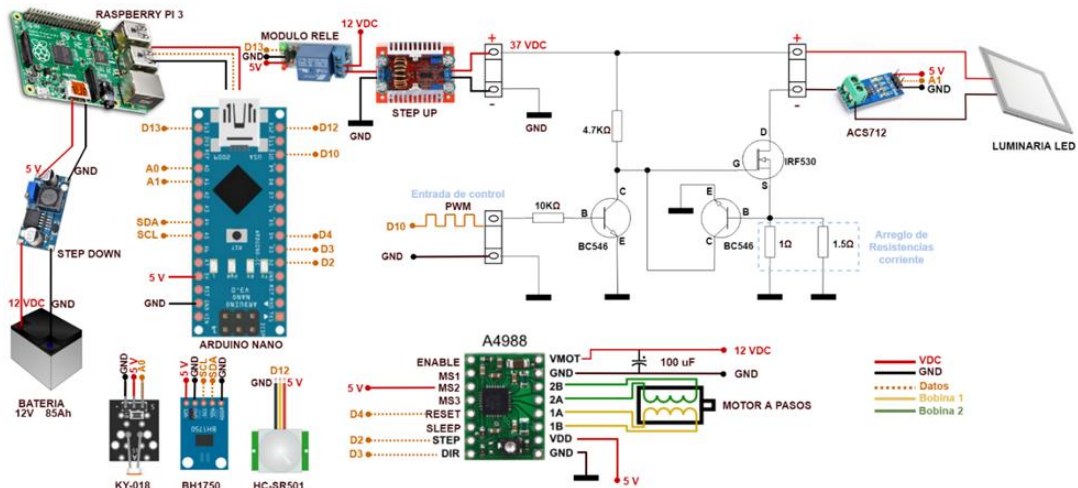 RASPBERRY PI 3
12 VDC
MODULO RELE
D13
GND
5V
37 VDC
+
-
+
-
STEP UP
GND
GND
5 V
A1
GND
ACS712
LUMINARIA LED
D13
D12
D10
A0
A1
SDA
SCL
D4
D3
D2
5 V
GND
ARDUINO NANO
5 V
GND
STEP DOWN
12 VDC
GND
BATERIA
12V 85Ah
4.7KΩ
D
G
S
IRF530
Entrada de control
PWM
D10
GND
10KΩ
B
C
E
BC546
E
B
C
BC546
1Ω
1.5Ω
Arreglo de
Resistencias
corriente
GND
5 V
A0
KY-018
5 V
GND
SCL
SDA
GND
BH1750
BH1750
D12
GND
5 V
HC-SR501
A4988
ENABLE
MS1
MS2
MS3
RESET
SLEEP
STEP
DIR
5 V
D4
D2
D3
VMOT
GND
2B
2A
1A
1B
VDD
GND
12 VDC
100 uF
GND
MOTOR A PASOS
5 V
VDC
GND
Datos
Bobina 1
Bobina 2